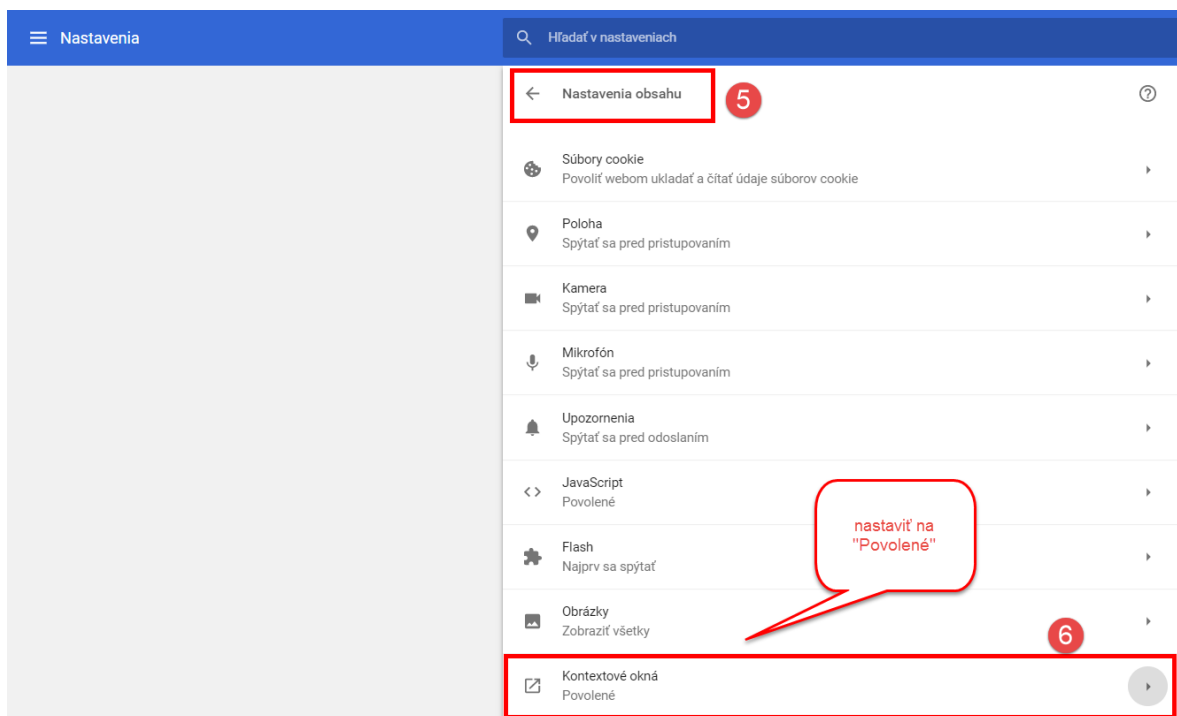 Nastavenia
Hľadať v nastaveniach
Nastavenia obsahu
5
Súbory cookie
Povoliť webom ukladať a čítať údaje súborov cookie
Poloha
Spýtať sa pred pristupovaním
Kamera
Spýtať sa pred pristupovaním
Mikrofón
Spýtať sa pred pristupovaním
Upozornenia
Spýtať sa pred odoslaním
JavaScript
Povolené
nastaviť na
"Povolené"
Flash
Najprv sa spýtať
Obrázky
Zobraziť všetky
6
Kontextové okná
Povolené